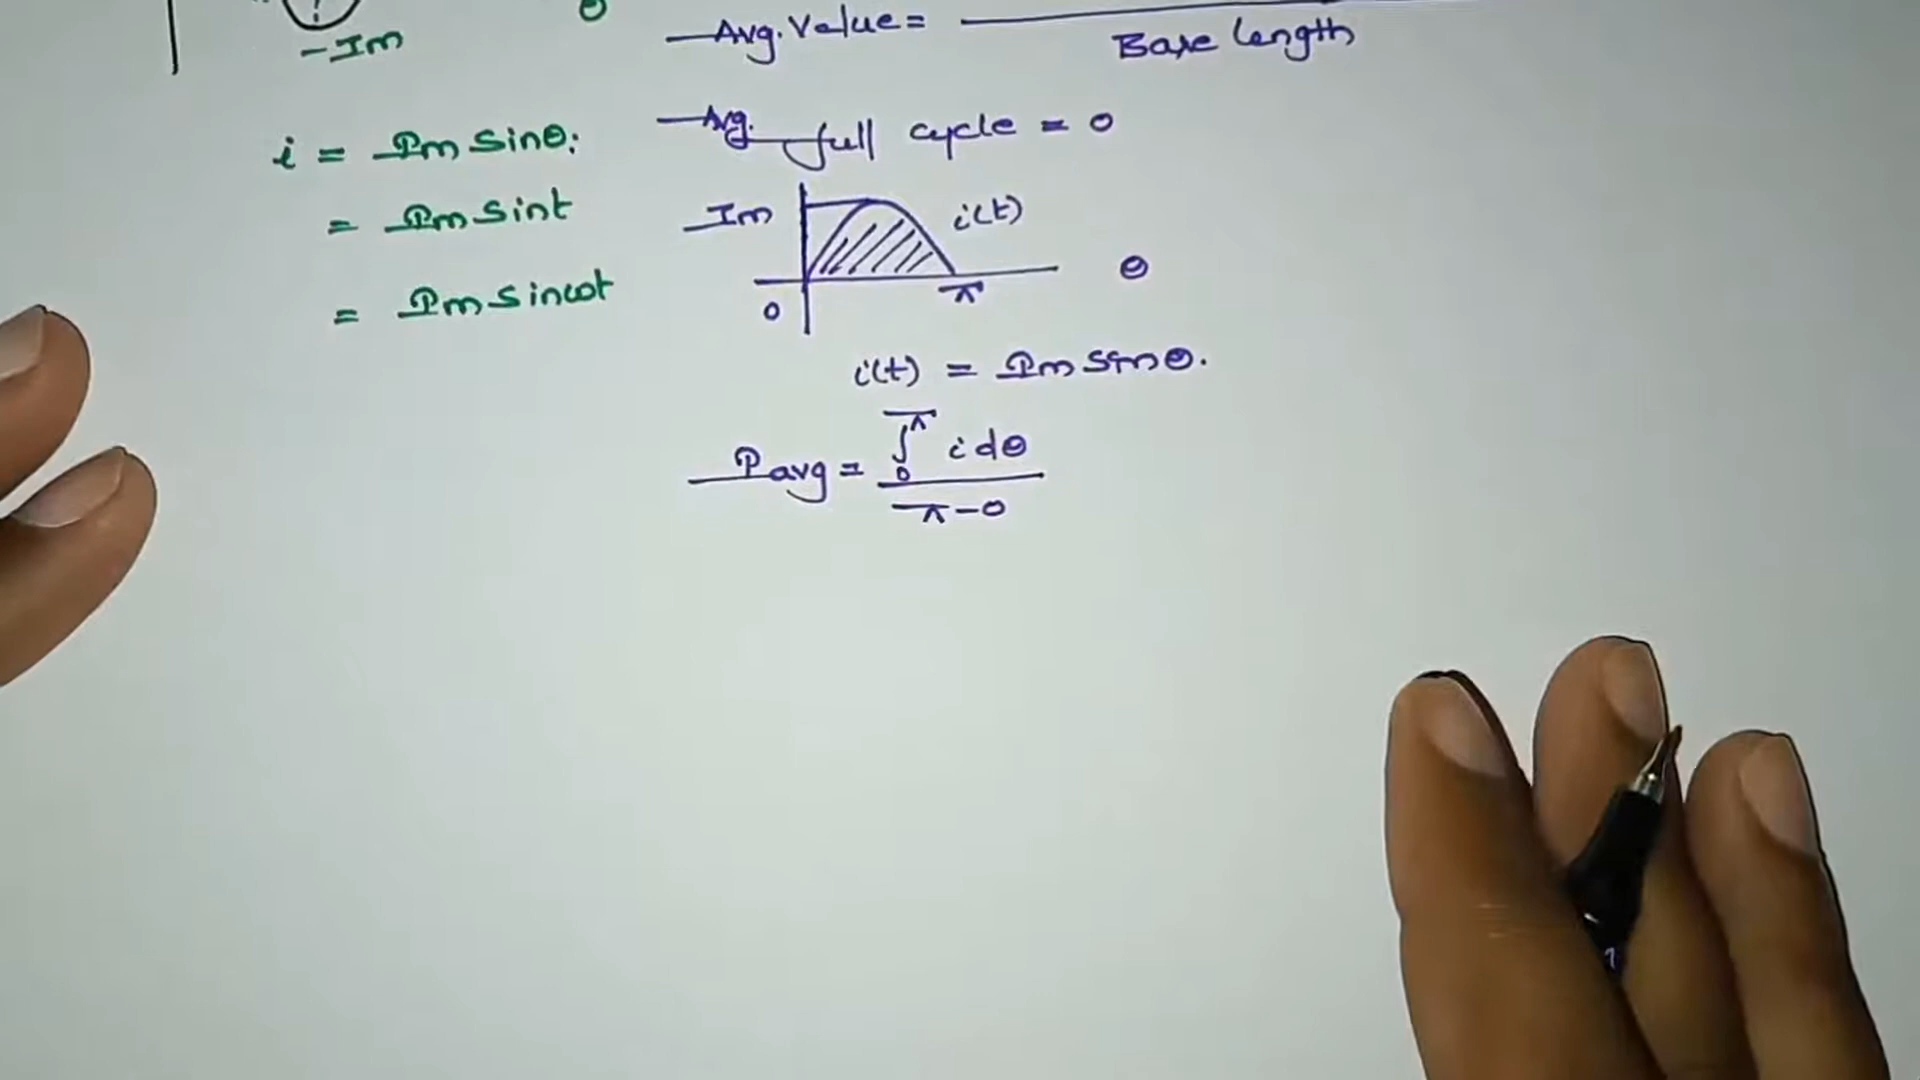 -Im
θ
Avg. Value =
Base length
i = Im Sinθ.
= Im Sint
= Im Sinωt
Avg. full cycle = 0
Im
i(t)
0
π
θ
i(t) = Im Sinθ.
Iavg = ∫0^π i dθ
π-0